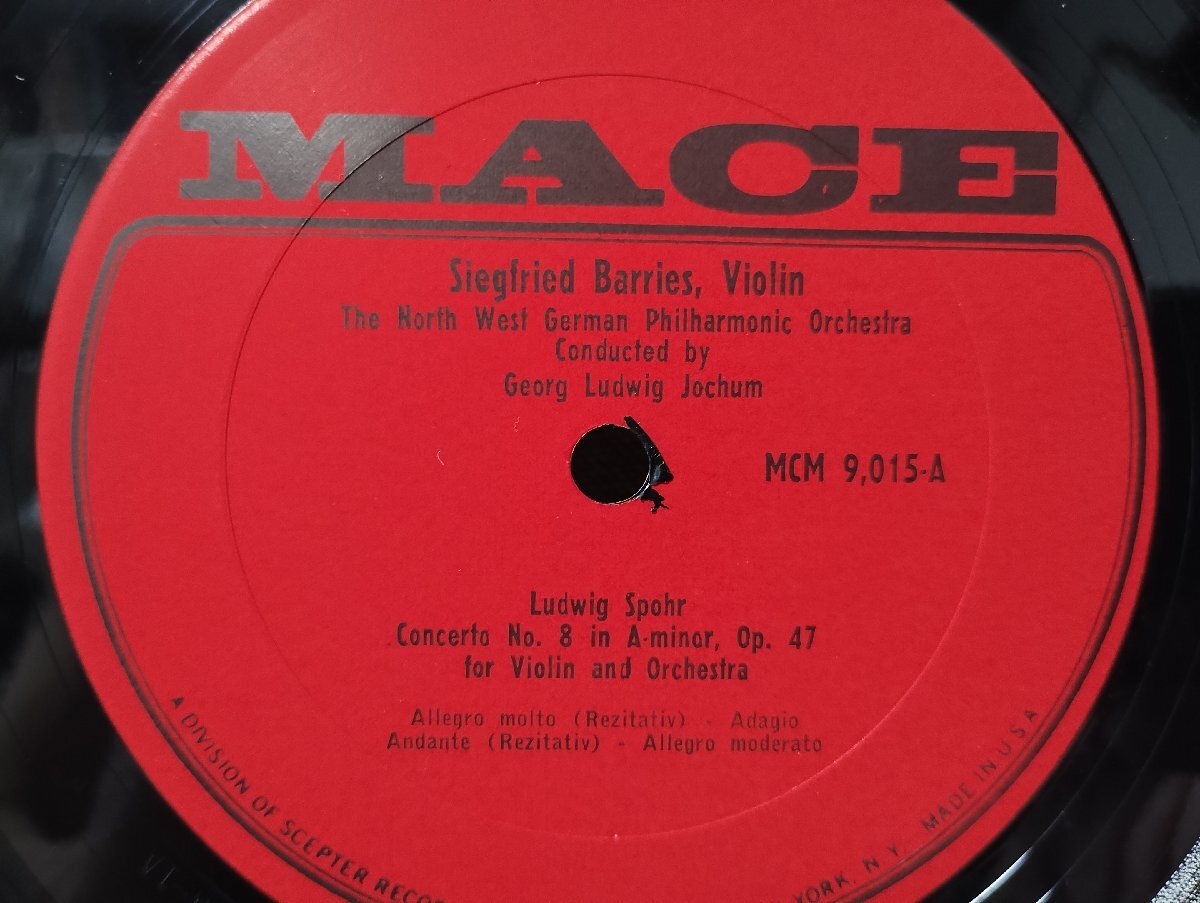 MACE
Siegfried Barries, Violin
The North West German Philharmonic Orchestra
Conducted by
Georg Ludwig Jochum
MCM 9,015-A
Ludwig Spohr
Concerto No. 8 in A-minor, Op. 47
for Violin and Orchestra
Allegro molto (Rezitativ) - Adagio
Andante (Rezitativ) - Allegro moderato
A DIVISION OF SCEPTER RECO
YORK, N. Y. MADE IN U S A